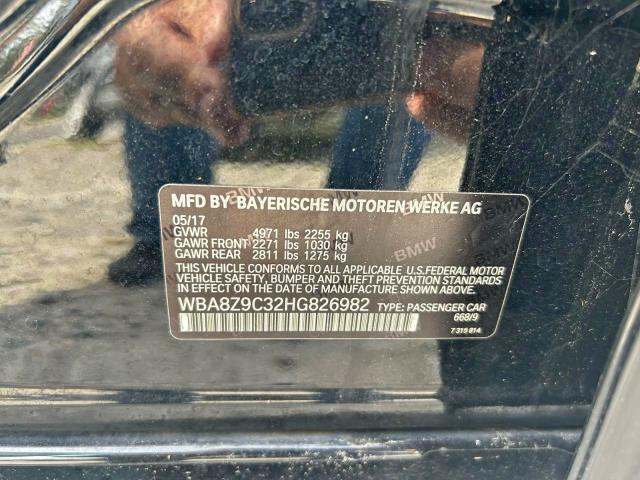 MFD BY BAYERISCHE MOTOREN WERKE AG
05/17
GVWR 4971 lbs 2255 kg
GAWR FRONT 2271 lbs 1030 kg
GAWR REAR 2811 lbs 1275 kg
THIS VEHICLE CONFORMS TO ALL APPLICABLE U.S.FEDERAL MOTOR
VEHICLE SAFETY, BUMPER, AND THEFT PREVENTION STANDARDS
IN EFFECT ON THE DATE OF MANUFACTURE SHOWN ABOVE.
WBA8Z9C32HG826982 TYPE: PASSENGER CAR
668/9
7 315 814